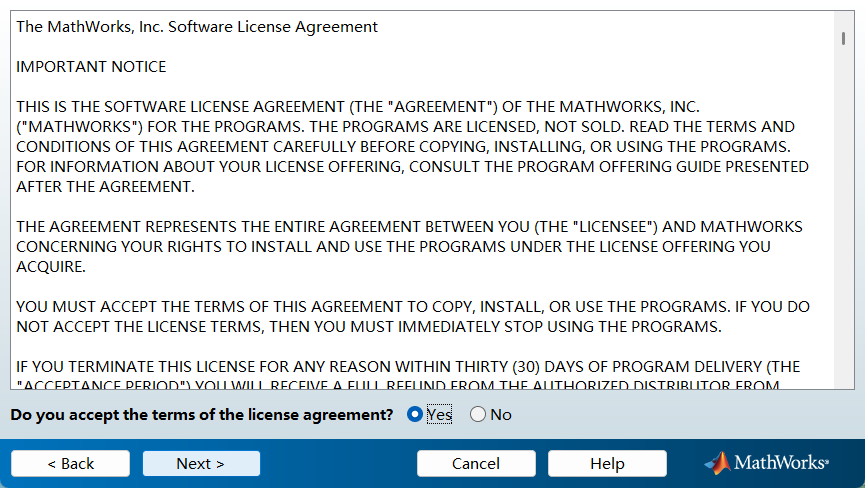 The MathWorks, Inc. Software License Agreement
IMPORTANT NOTICE
THIS IS THE SOFTWARE LICENSE AGREEMENT (THE "AGREEMENT") OF THE MATHWORKS, INC.
("MATHWORKS") FOR THE PROGRAMS. THE PROGRAMS ARE LICENSED, NOT SOLD. READ THE TERMS AND
CONDITIONS OF THIS AGREEMENT CAREFULLY BEFORE COPYING, INSTALLING, OR USING THE PROGRAMS.
FOR INFORMATION ABOUT YOUR LICENSE OFFERING, CONSULT THE PROGRAM OFFERING GUIDE PRESENTED
AFTER THE AGREEMENT.
THE AGREEMENT REPRESENTS THE ENTIRE AGREEMENT BETWEEN YOU (THE "LICENSEE") AND MATHWORKS
CONCERNING YOUR RIGHTS TO INSTALL AND USE THE PROGRAMS UNDER THE LICENSE OFFERING YOU
ACQUIRE.
YOU MUST ACCEPT THE TERMS OF THIS AGREEMENT TO COPY, INSTALL, OR USE THE PROGRAMS. IF YOU DO
NOT ACCEPT THE LICENSE TERMS, THEN YOU MUST IMMEDIATELY STOP USING THE PROGRAMS.
IF YOU TERMINATE THIS LICENSE FOR ANY REASON WITHIN THIRTY (30) DAYS OF PROGRAM DELIVERY (THE
"ACCEPTANCE PERIOD") YOU WILL RECEIVE A FULL REFUND FROM THE AUTHORIZED DISTRIBUTOR FROM
Do you accept the terms of the license agreement? Yes No
< Back Next > Cancel Help MathWorks®